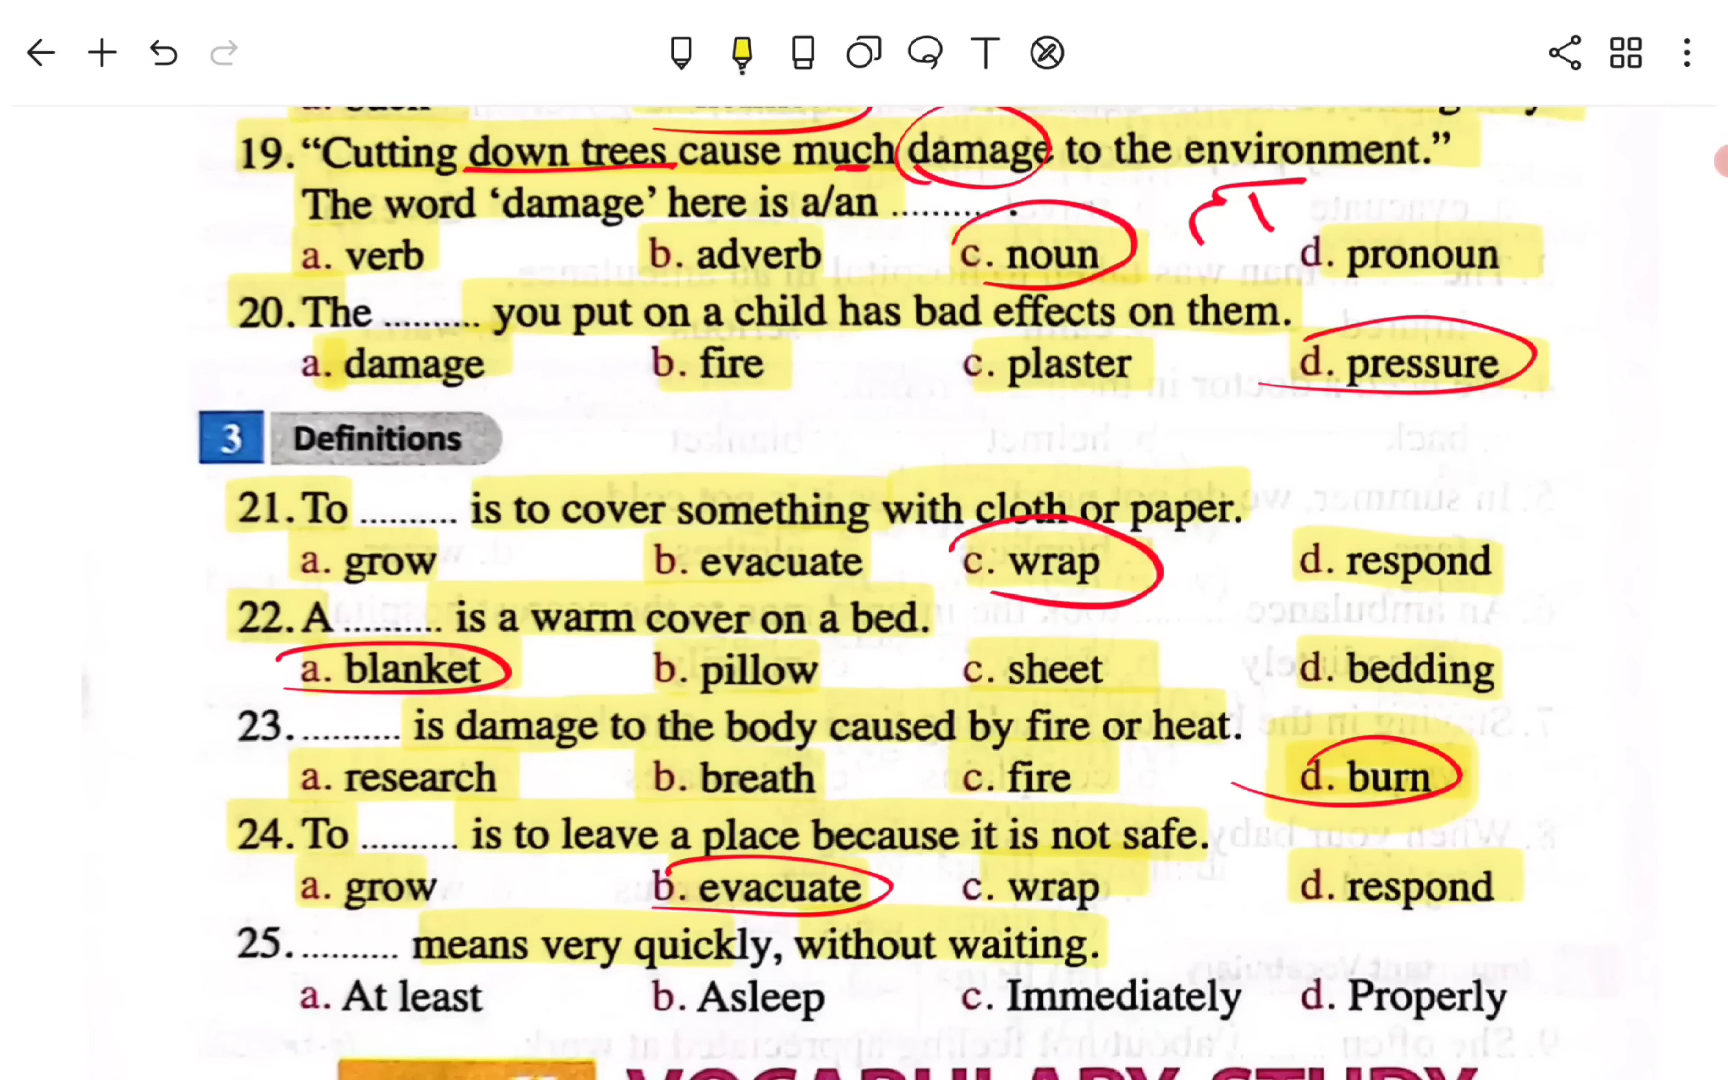 19. “Cutting down trees cause much damage to the environment.”
The word ‘damage’ here is a/an .......... .
a. verb b. adverb c. noun d. pronoun
20. The .......... you put on a child has bad effects on them.
a. damage b. fire c. plaster d. pressure
3 Definitions
21. To .......... is to cover something with cloth or paper.
a. grow b. evacuate c. wrap d. respond
22. A .......... is a warm cover on a bed.
a. blanket b. pillow c. sheet d. bedding
23. .......... is damage to the body caused by fire or heat.
a. research b. breath c. fire d. burn
24. To .......... is to leave a place because it is not safe.
a. grow b. evacuate c. wrap d. respond
25. .......... means very quickly, without waiting.
a. At least b. Asleep c. Immediately d. Properly
VOCABULARY STUDY